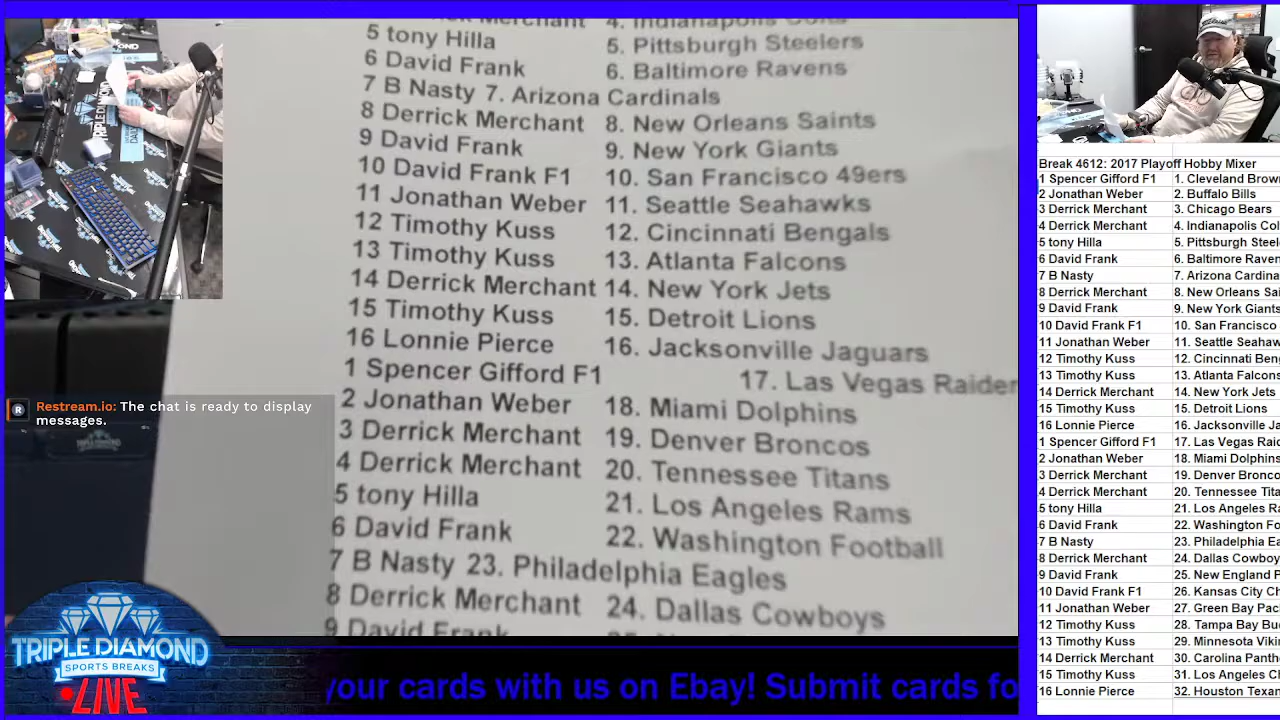 4. Indianapolis Colts
5 tony Hilla 5. Pittsburgh Steelers
6 David Frank 6. Baltimore Ravens
7 B Nasty 7. Arizona Cardinals
8 Derrick Merchant 8. New Orleans Saints
9 David Frank 9. New York Giants
10 David Frank F1 10. San Francisco 49ers
11 Jonathan Weber 11. Seattle Seahawks
12 Timothy Kuss 12. Cincinnati Bengals
13 Timothy Kuss 13. Atlanta Falcons
14 Derrick Merchant 14. New York Jets
15 Timothy Kuss 15. Detroit Lions
16 Lonnie Pierce 16. Jacksonville Jaguars
1 Spencer Gifford F1 17. Las Vegas Raider
2 Jonathan Weber 18. Miami Dolphins
3 Derrick Merchant 19. Denver Broncos
4 Derrick Merchant 20. Tennessee Titans
5 tony Hilla 21. Los Angeles Rams
6 David Frank 22. Washington Football
7 B Nasty 23. Philadelphia Eagles
8 Derrick Merchant 24. Dallas Cowboys
9 David Frank
TRIPLE DIAMOND
R Restream.io: The chat is ready to display
messages.
TRIPLE DIAMOND
SPORTS BREAKS
LIVE
your cards with us Submit
Break 4612: 2017 Playoff Hobby Mixer
1 Spencer Gifford F1 1. Cleveland Brown
2 Jonathan Weber 2. Buffalo Bills
3 Derrick Merchant 3. Chicago Bears
4 Derrick Merchant 4. Indianapolis Col
5 tony Hilla 5. Pittsburgh Steele
6 David Frank 6. Baltimore Raven
7 B Nasty 7. Arizona Cardina
8 Derrick Merchant 8. New Orleans Sai
9 David Frank 9. New York Giants
10 David Frank F1 10. San Francisco
11 Jonathan Weber 11. Seattle Seahaw
12 Timothy Kuss 12. Cincinnati Beng
13 Timothy Kuss 13. Atlanta Falcons
14 Derrick Merchant 14. New York Jets
15 Timothy Kuss 15. Detroit Lions
16 Lonnie Pierce 16. Jacksonville Ja
1 Spencer Gifford F1 17. Las Vegas Rai
2 Jonathan Weber 18. Miami Dolphins
3 Derrick Merchant 19. Denver Bronco
4 Derrick Merchant 20. Tennessee Tita
5 tony Hilla 21. Los Angeles Ra
6 David Frank 22. Washington Fo
7 B Nasty 23. Philadelphia Ea
8 Derrick Merchant 24. Dallas Cowboy
9 David Frank 25. New England P
10 David Frank F1 26. Kansas City Ch
11 Jonathan Weber 27. Green Bay Pac
12 Timothy Kuss 28. Tampa Bay Buc
13 Timothy Kuss
14 Derrick Merchant 30. Carolina Panth
15 Timothy Kuss
16 Lonnie Pierce 32. Houston Texan